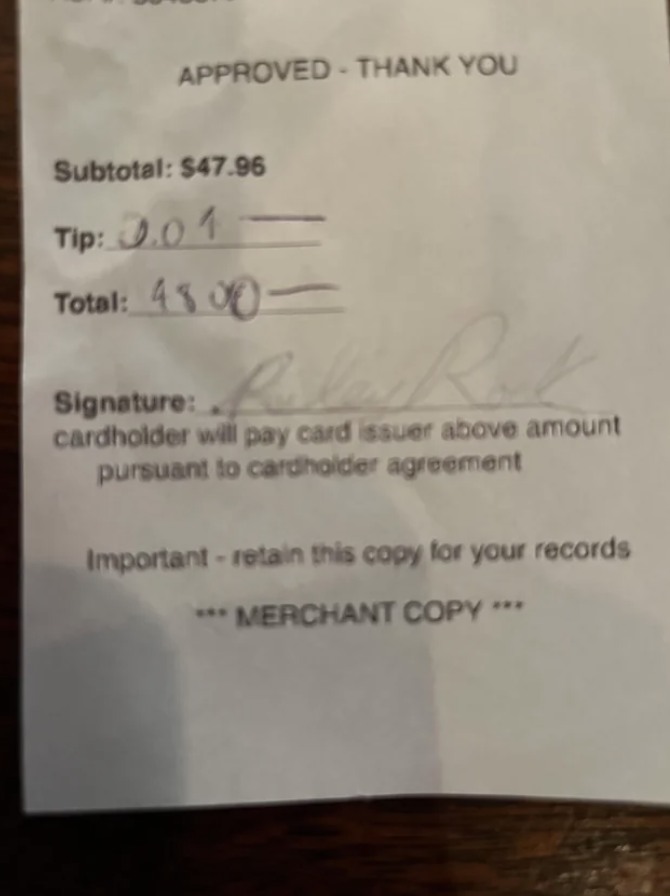 APPROVED - THANK YOU
Subtotal: $47.96
Tip: 0.04
Total: 48.00
Signature:
cardholder will pay card issuer above amount
pursuant to cardholder agreement
Important - retain this copy for your records
*** MERCHANT COPY ***